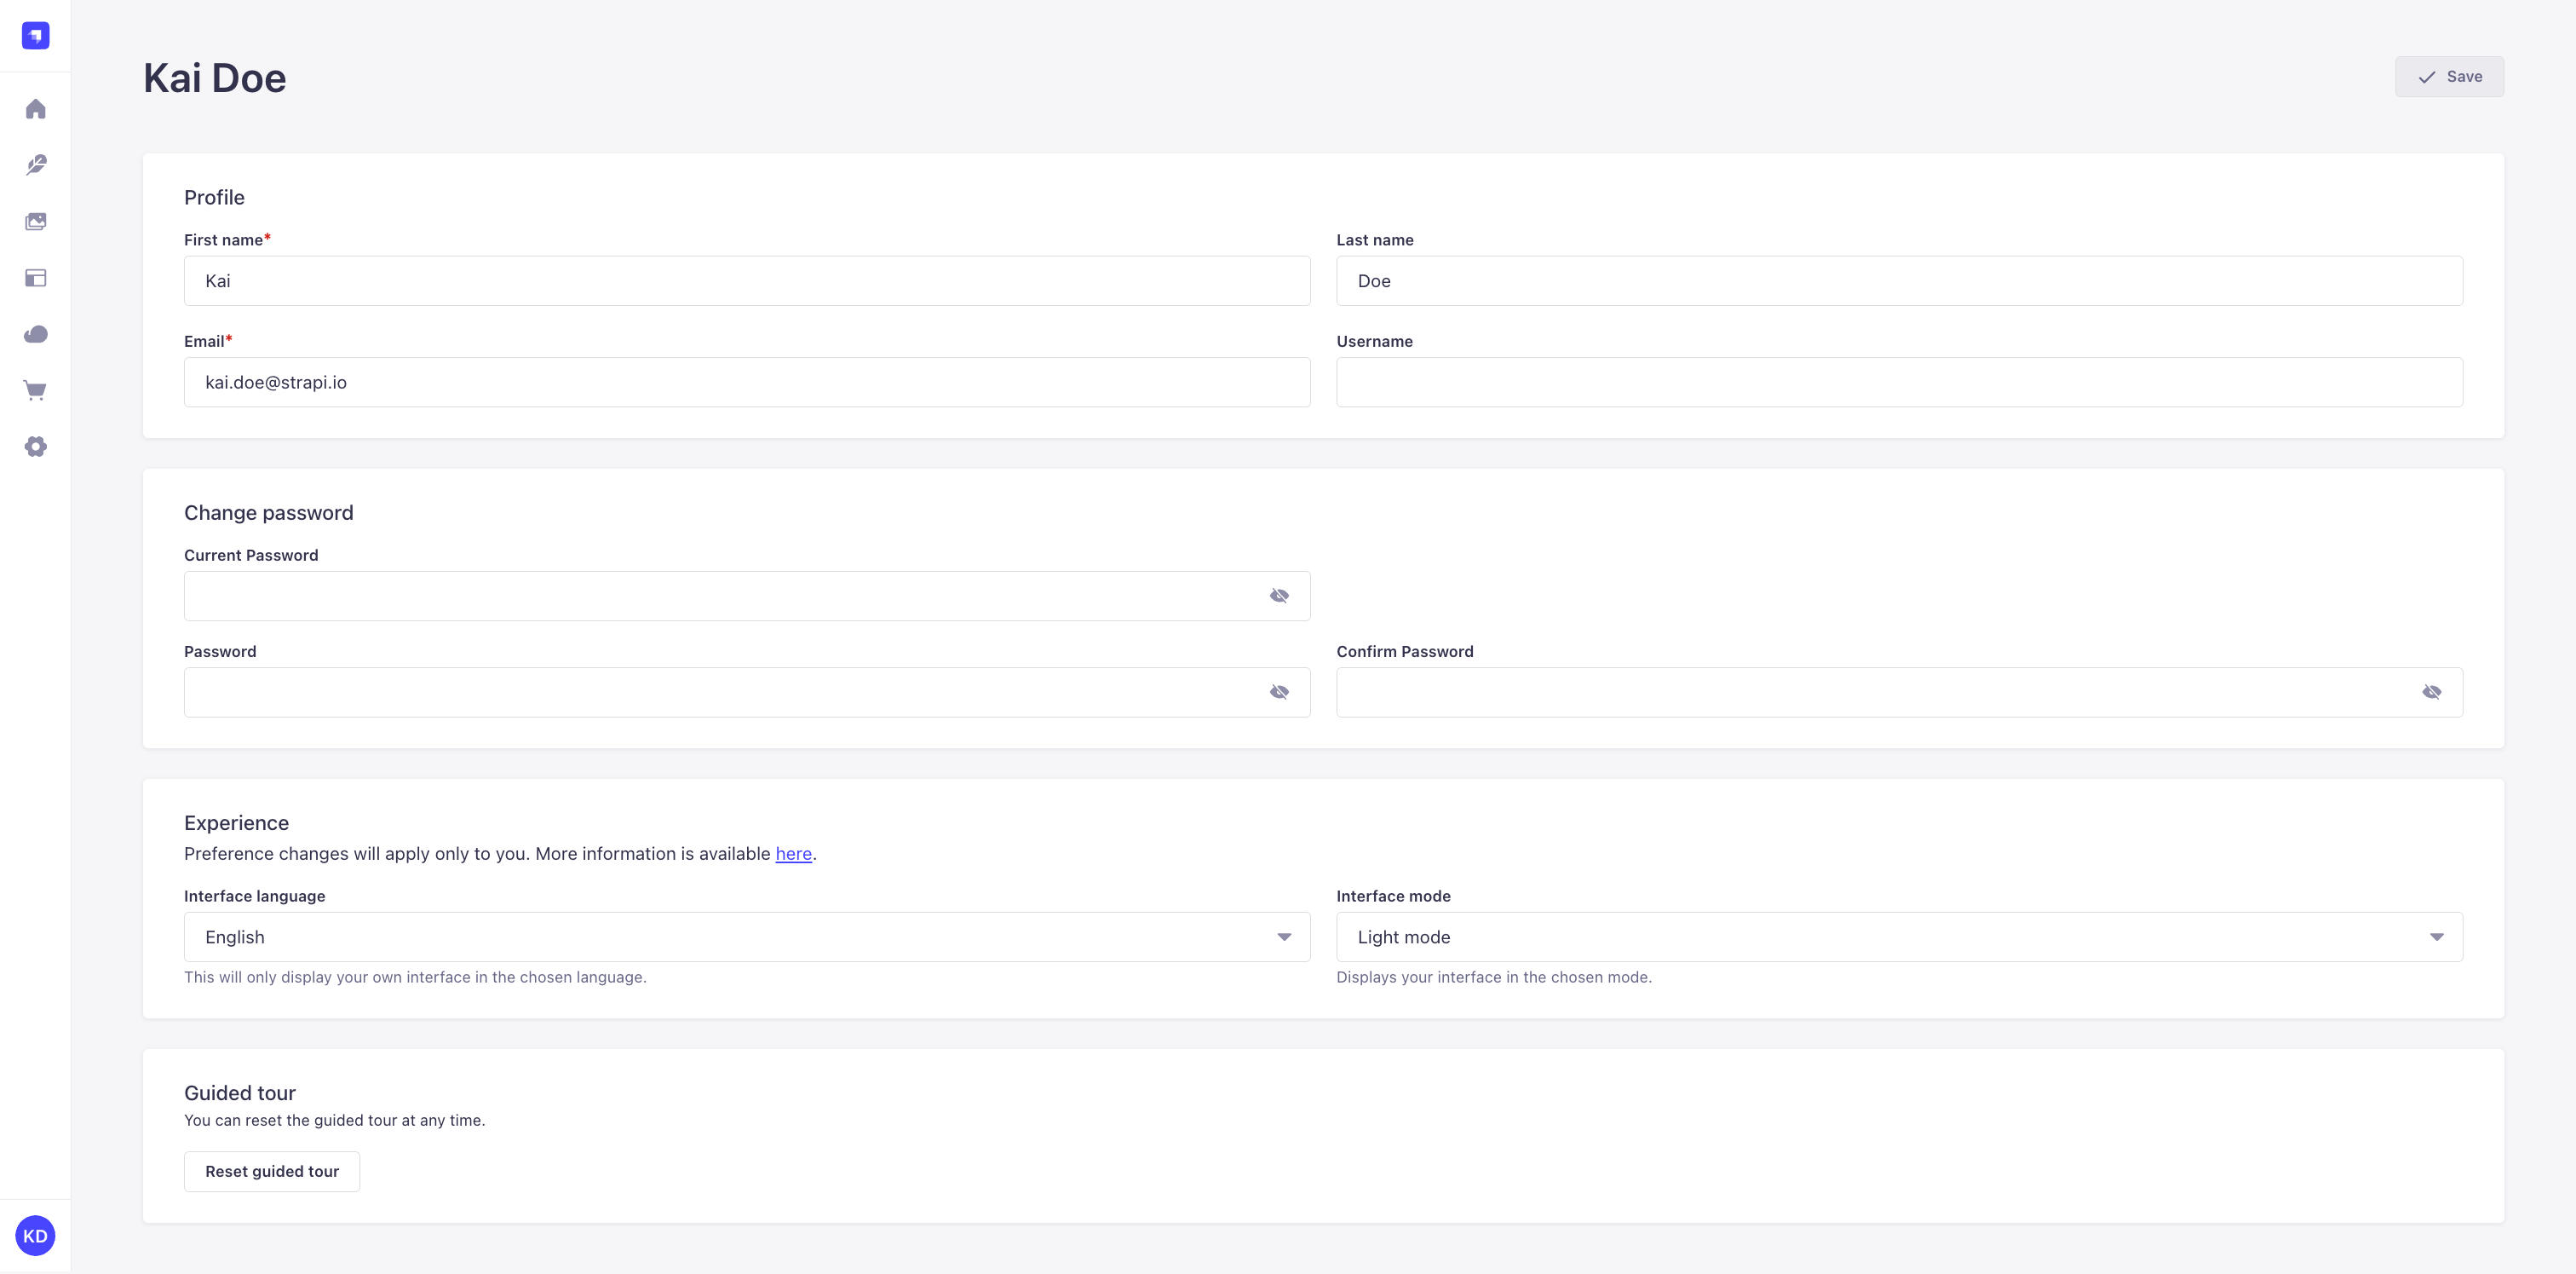 Kai Doe
Save
Profile
First name*
Last name
Kai
Doe
Email*
Username
kai.doe@strapi.io
Change password
Current Password
Password
Confirm Password
Experience
Preference changes will apply only to you. More information is available here.
Interface language
Interface mode
English
Light mode
This will only display your own interface in the chosen language.
Displays your interface in the chosen mode.
Guided tour
You can reset the guided tour at any time.
Reset guided tour
KD